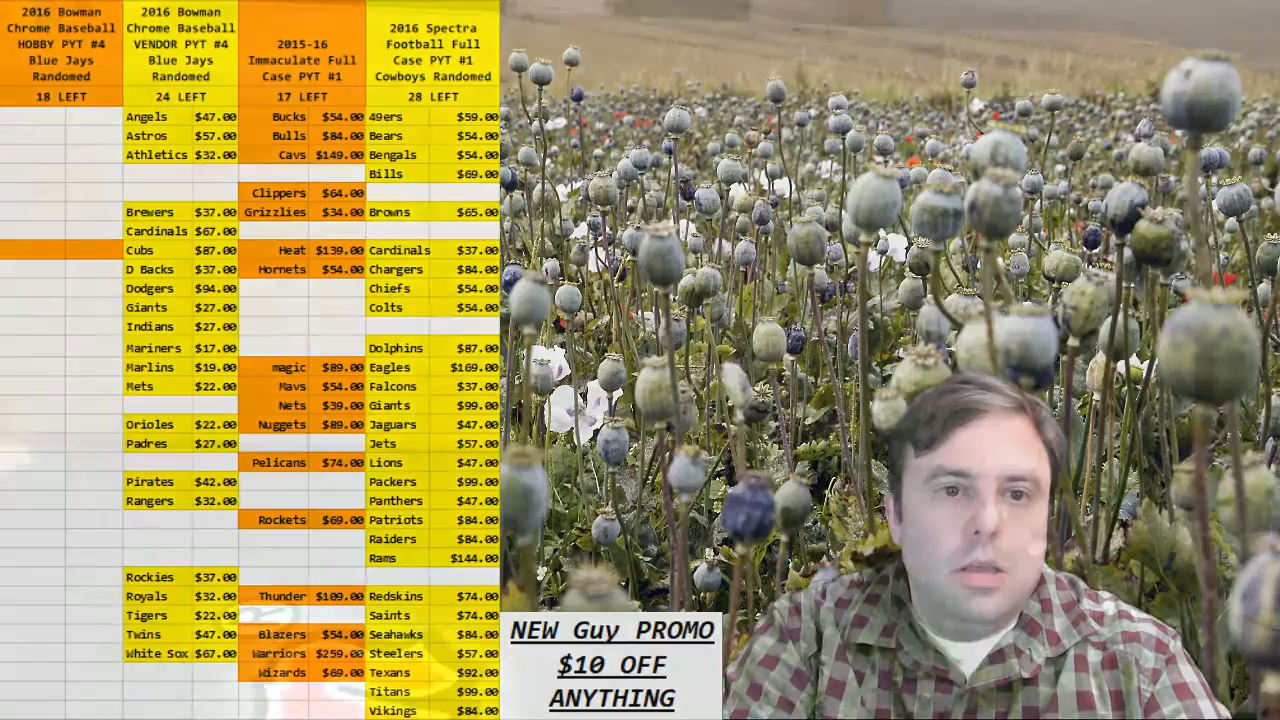 2016 Bowman
Chrome Baseball
HOBBY PYT #4
Blue Jays
Randomed
18 LEFT
2016 Bowman
Chrome Baseball
VENDOR PYT #4
Blue Jays
Randomed
24 LEFT
Angels $47.00
Astros $57.00
Athletics $32.00
Brewers $37.00
Cardinals $67.00
Cubs $87.00
D Backs $37.00
Dodgers $94.00
Giants $27.00
Indians $27.00
Mariners $17.00
Marlins $19.00
Mets $22.00
Orioles $22.00
Padres $27.00
Pirates $42.00
Rangers $32.00
Rockies $37.00
Royals $32.00
Tigers $22.00
Twins $47.00
White Sox $67.00
2015-16
Immaculate Full
Case PYT #1
17 LEFT
Bucks $54.00
Bulls $84.00
Cavs $149.00
Clippers $64.00
Grizzlies $34.00
Heat $139.00
Hornets $54.00
magic $89.00
Mavs $54.00
Nets $39.00
Nuggets $89.00
Pelicans $74.00
Rockets $69.00
Thunder $109.00
Blazers $54.00
Warriors $259.00
Wizards $69.00
2016 Spectra
Football Full
Case PYT #1
Cowboys Randomed
28 LEFT
49ers $59.00
Bears $54.00
Bengals $54.00
Bills $69.00
Browns $65.00
Cardinals $37.00
Chargers $84.00
Chiefs $54.00
Colts $54.00
Dolphins $87.00
Eagles $169.00
Falcons $37.00
Giants $99.00
Jaguars $47.00
Jets $57.00
Lions $47.00
Packers $99.00
Panthers $47.00
Patriots $84.00
Raiders $84.00
Rams $144.00
Redskins $74.00
Saints $74.00
Seahawks $84.00
Steelers $57.00
Texans $92.00
Titans $99.00
Vikings $84.00
NEW Guy PROMO
$10 OFF
ANYTHING